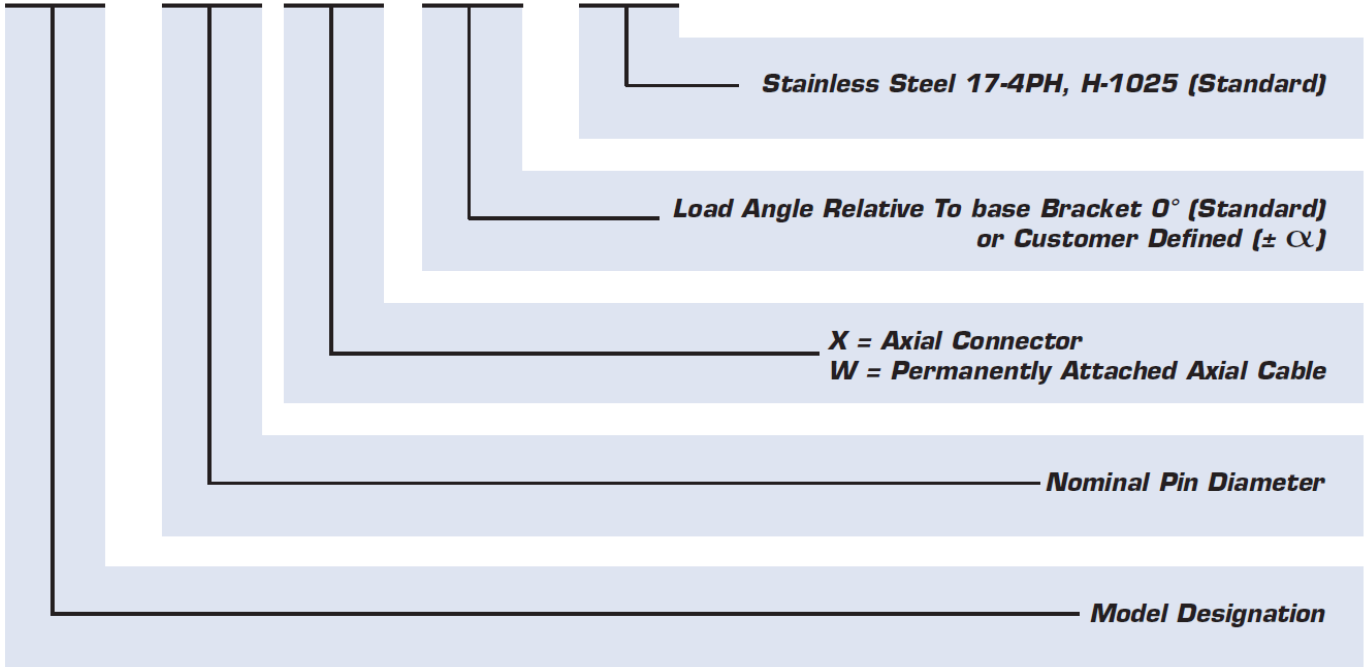 Stainless Steel 17-4PH, H-1025 (Standard)
Load Angle Relative To base Bracket 0° (Standard)
or Customer Defined (± α)
X = Axial Connector
W = Permanently Attached Axial Cable
Nominal Pin Diameter
Model Designation